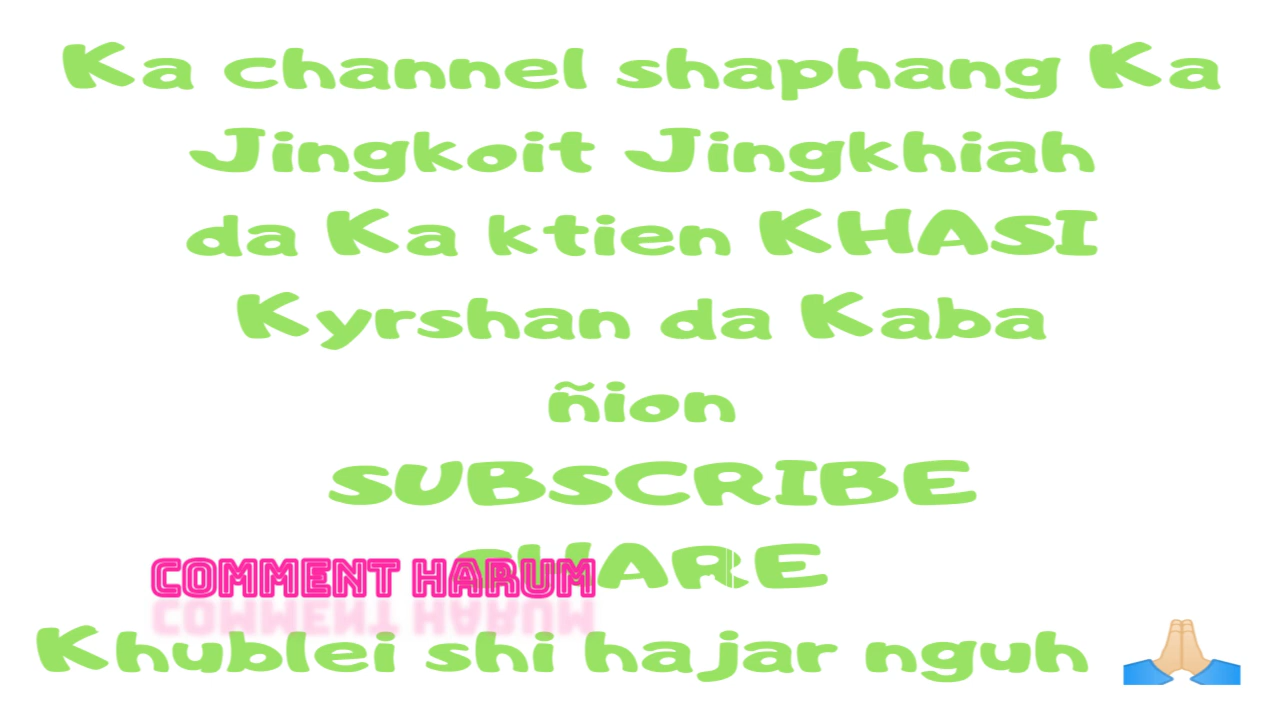 Ka channel shaphang Ka
Jingkoit Jingkhiah
da Ka ktien KHASI
Kyrshan da Kaba
ñion
SUBSCRIBE
SHARE
COMMENT HARUM
Khublei shi hajar nguh 🙏🏻